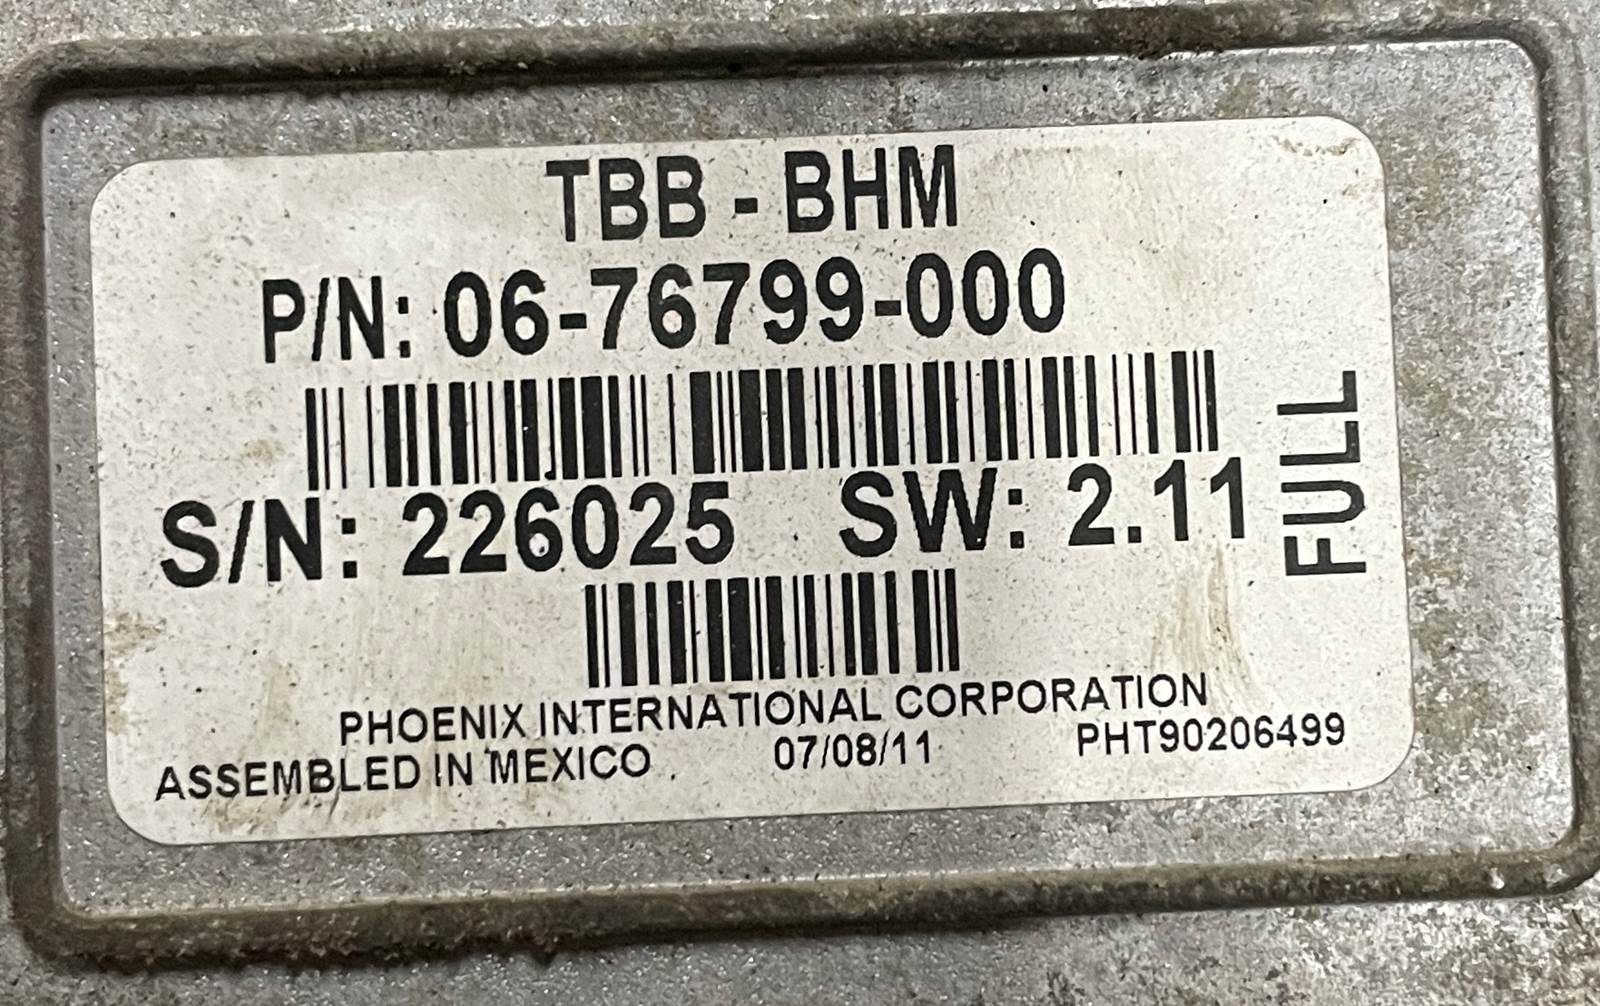 TBB - BHM
P/N: 06-76799-000
S/N: 226025 SW: 2.11
FULL
PHOENIX INTERNATIONAL CORPORATION
ASSEMBLED IN MEXICO 07/08/11 PHT90206499